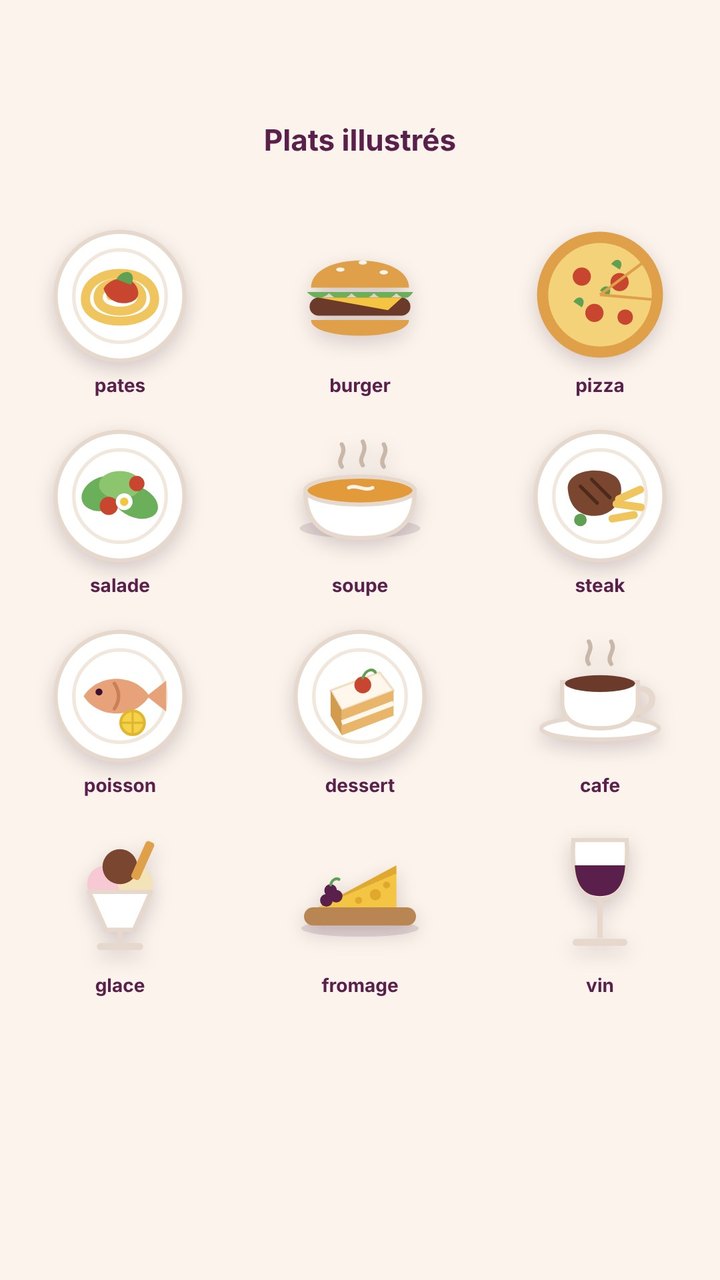 Plats illustrés
pates
burger
pizza
salade
soupe
steak
poisson
dessert
cafe
glace
fromage
vin